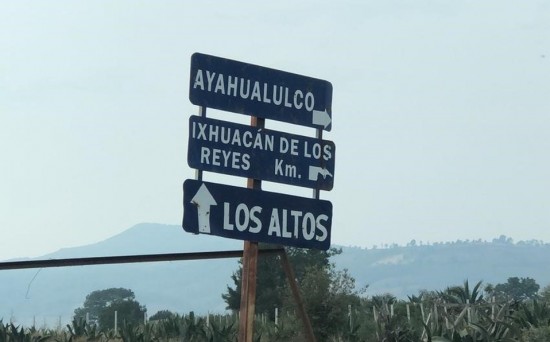 AYAHUALULCO
IXHUACÁN DE LOS
REYES Km.
LOS ALTOS